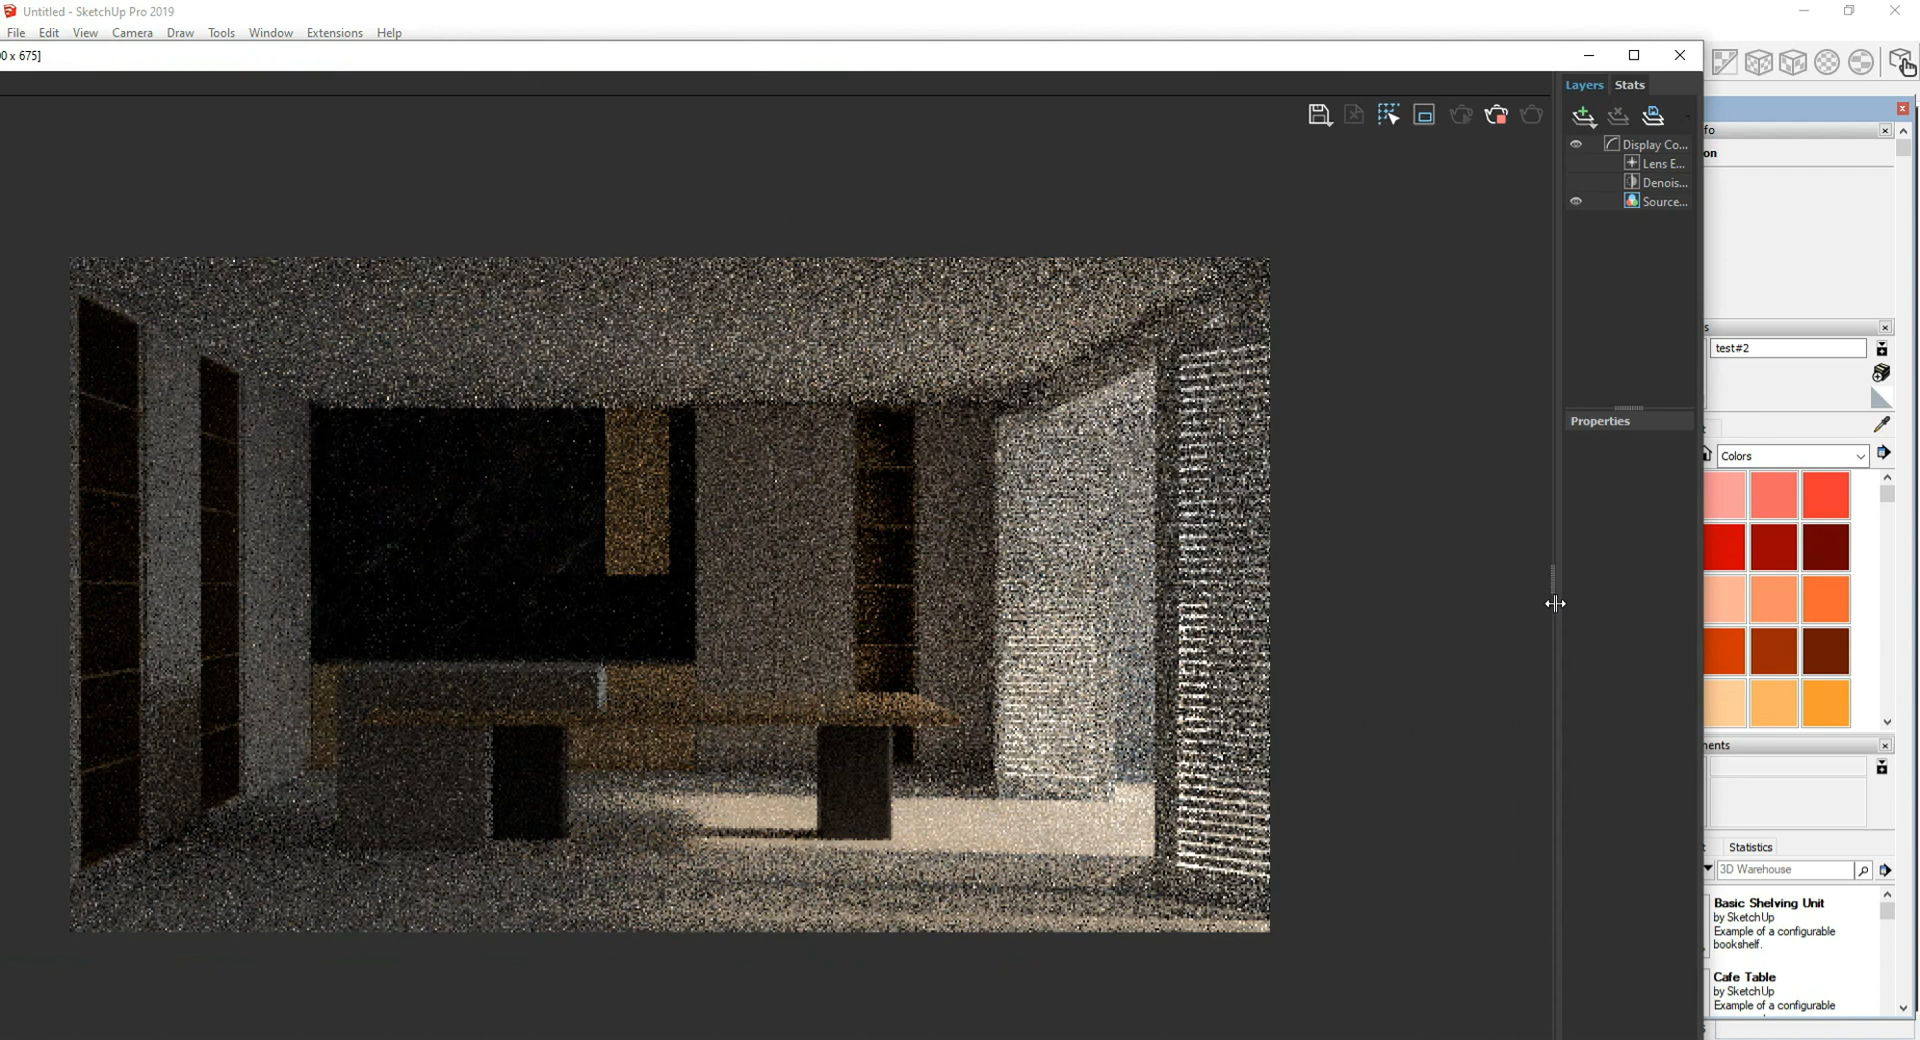 Untitled - SketchUp Pro 2019
File Edit View Camera Draw Tools Window Extensions Help
0 x 675]
Layers Stats
Display Co...
Lens E...
Denois...
Source...
Properties
fo
on
s
test#2
Colors
nents
Statistics
3D Warehouse
Basic Shelving Unit
by SketchUp
Example of a configurable
bookshelf.
Cafe Table
by SketchUp
Example of a configurable